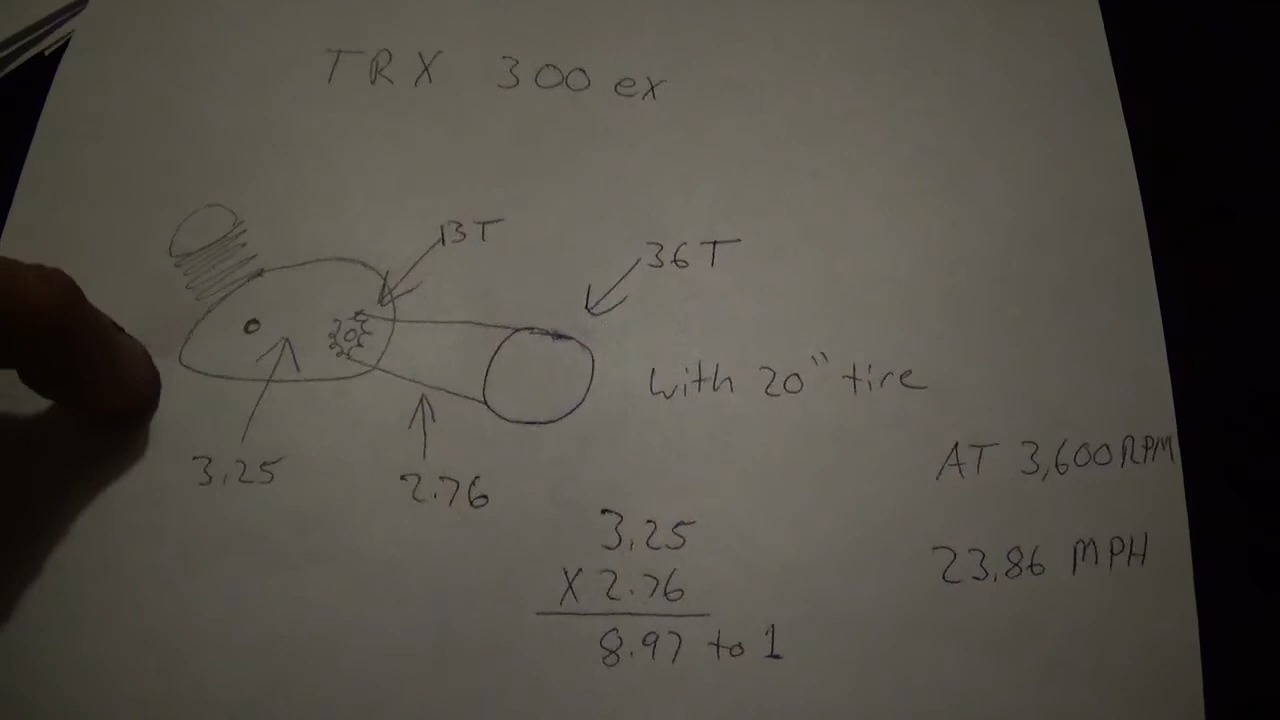 TRX 300 ex
13T
36T
with 20" tire
3.25
2.76
AT 3,600 RPM
23.86 MPH
3.25
X 2.76
8.97 to 1